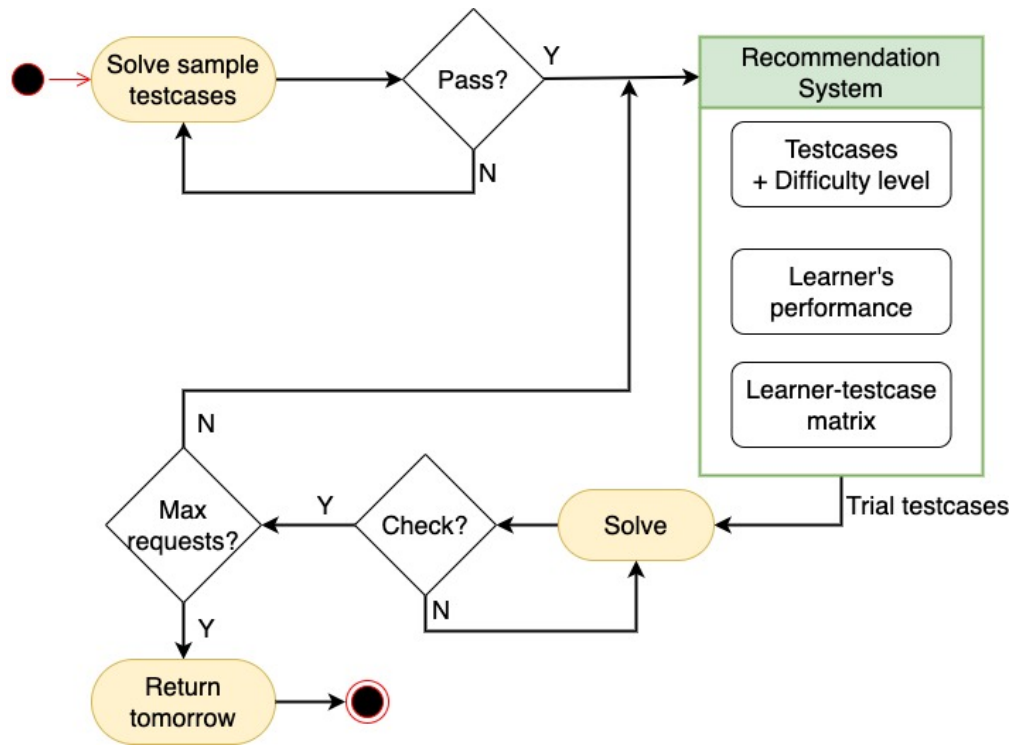 Solve sample
testcases
Pass?
Y
N
Recommendation
System
Testcases
+ Difficulty level
Learner's
performance
Learner-testcase
matrix
Trial testcases
Solve
Check?
Y
N
Max
requests?
N
Y
Return
tomorrow